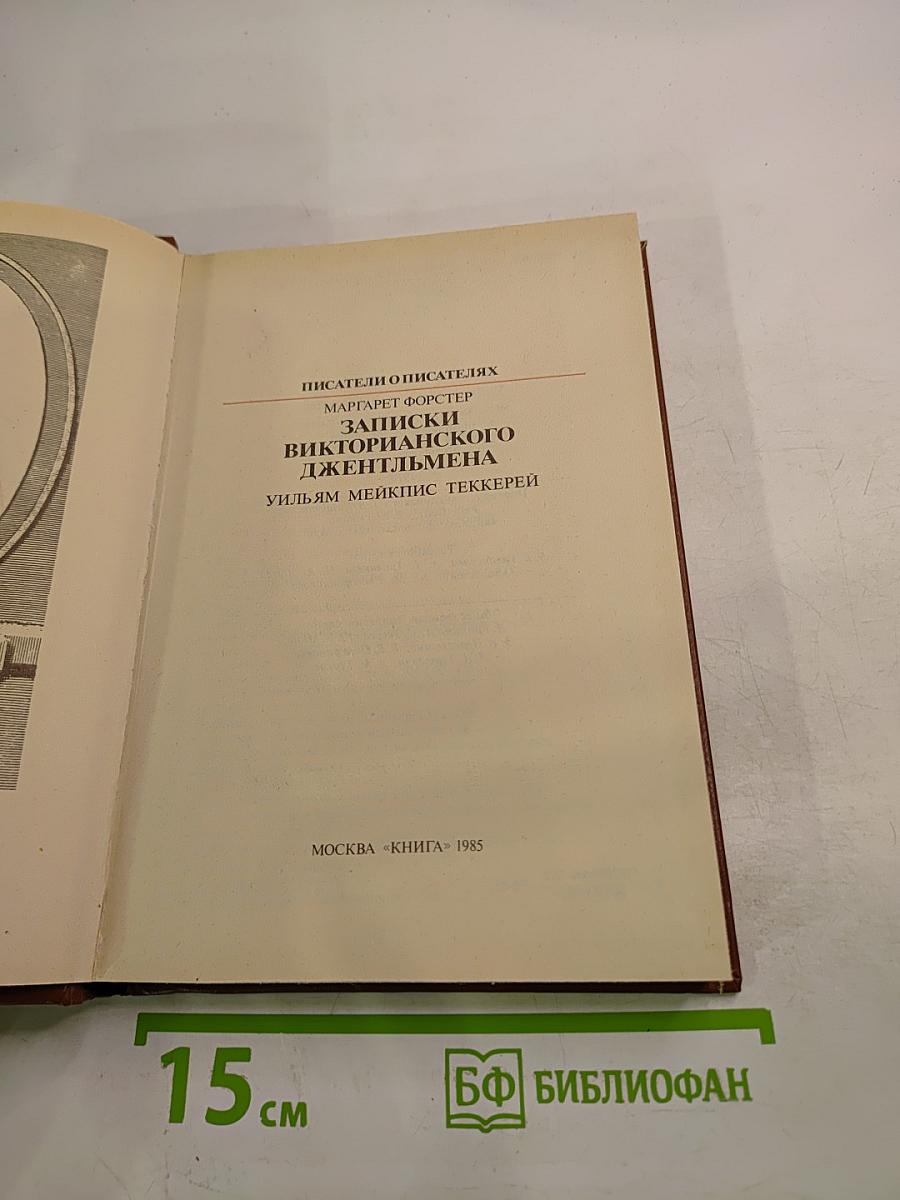 ПИСАТЕЛИ О ПИСАТЕЛЯХ
МАРГАРЕТ ФОРСТЕР
ЗАПИСКИ
ВИКТОРИАНСКОГО
ДЖЕНТЛЬМЕНА
УИЛЬЯМ МЕЙКПИС ТЕККЕРЕЙ
МОСКВА «КНИГА» 1985
15 см
БФ БИБЛИОФАН